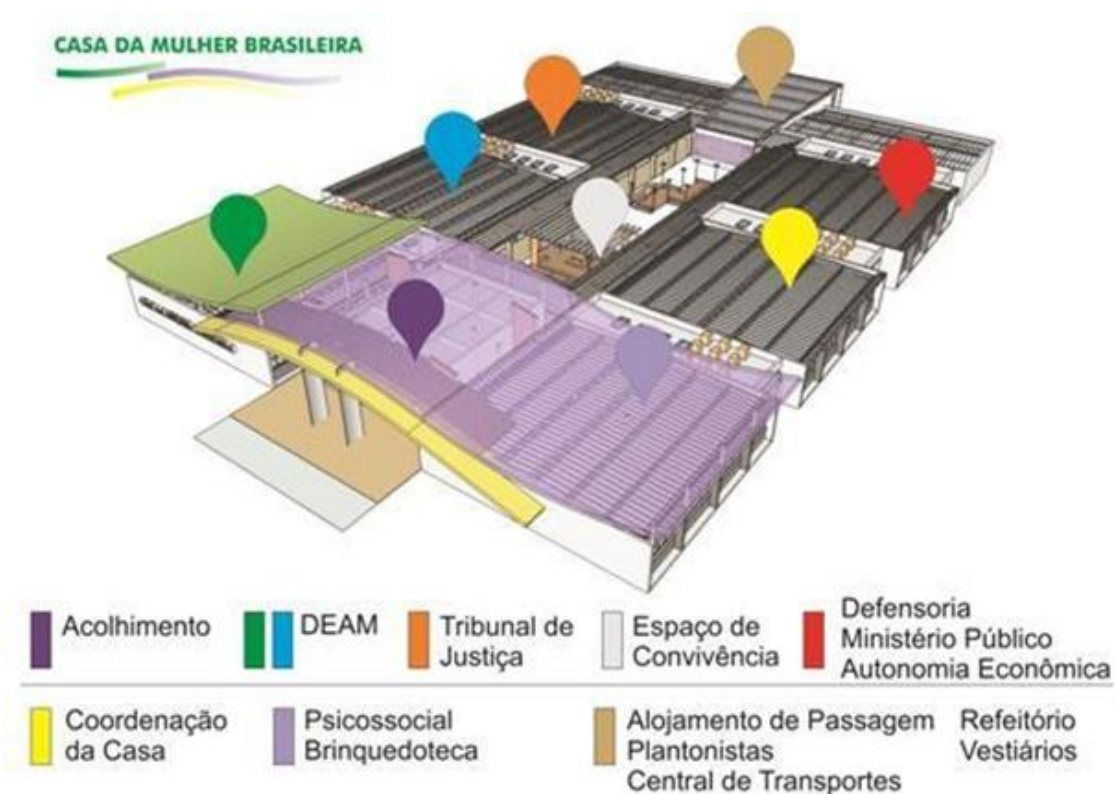 CASA DA MULHER BRASILEIRA
Acolhimento
DEAM
Tribunal de
Justiça
Espaço de
Convivência
Defensoria
Ministério Público
Autonomia Econômica
Coordenação
da Casa
Psicossocial
Brinquedoteca
Alojamento de Passagem
Plantonistas
Central de Transportes
Refeitório
Vestiários